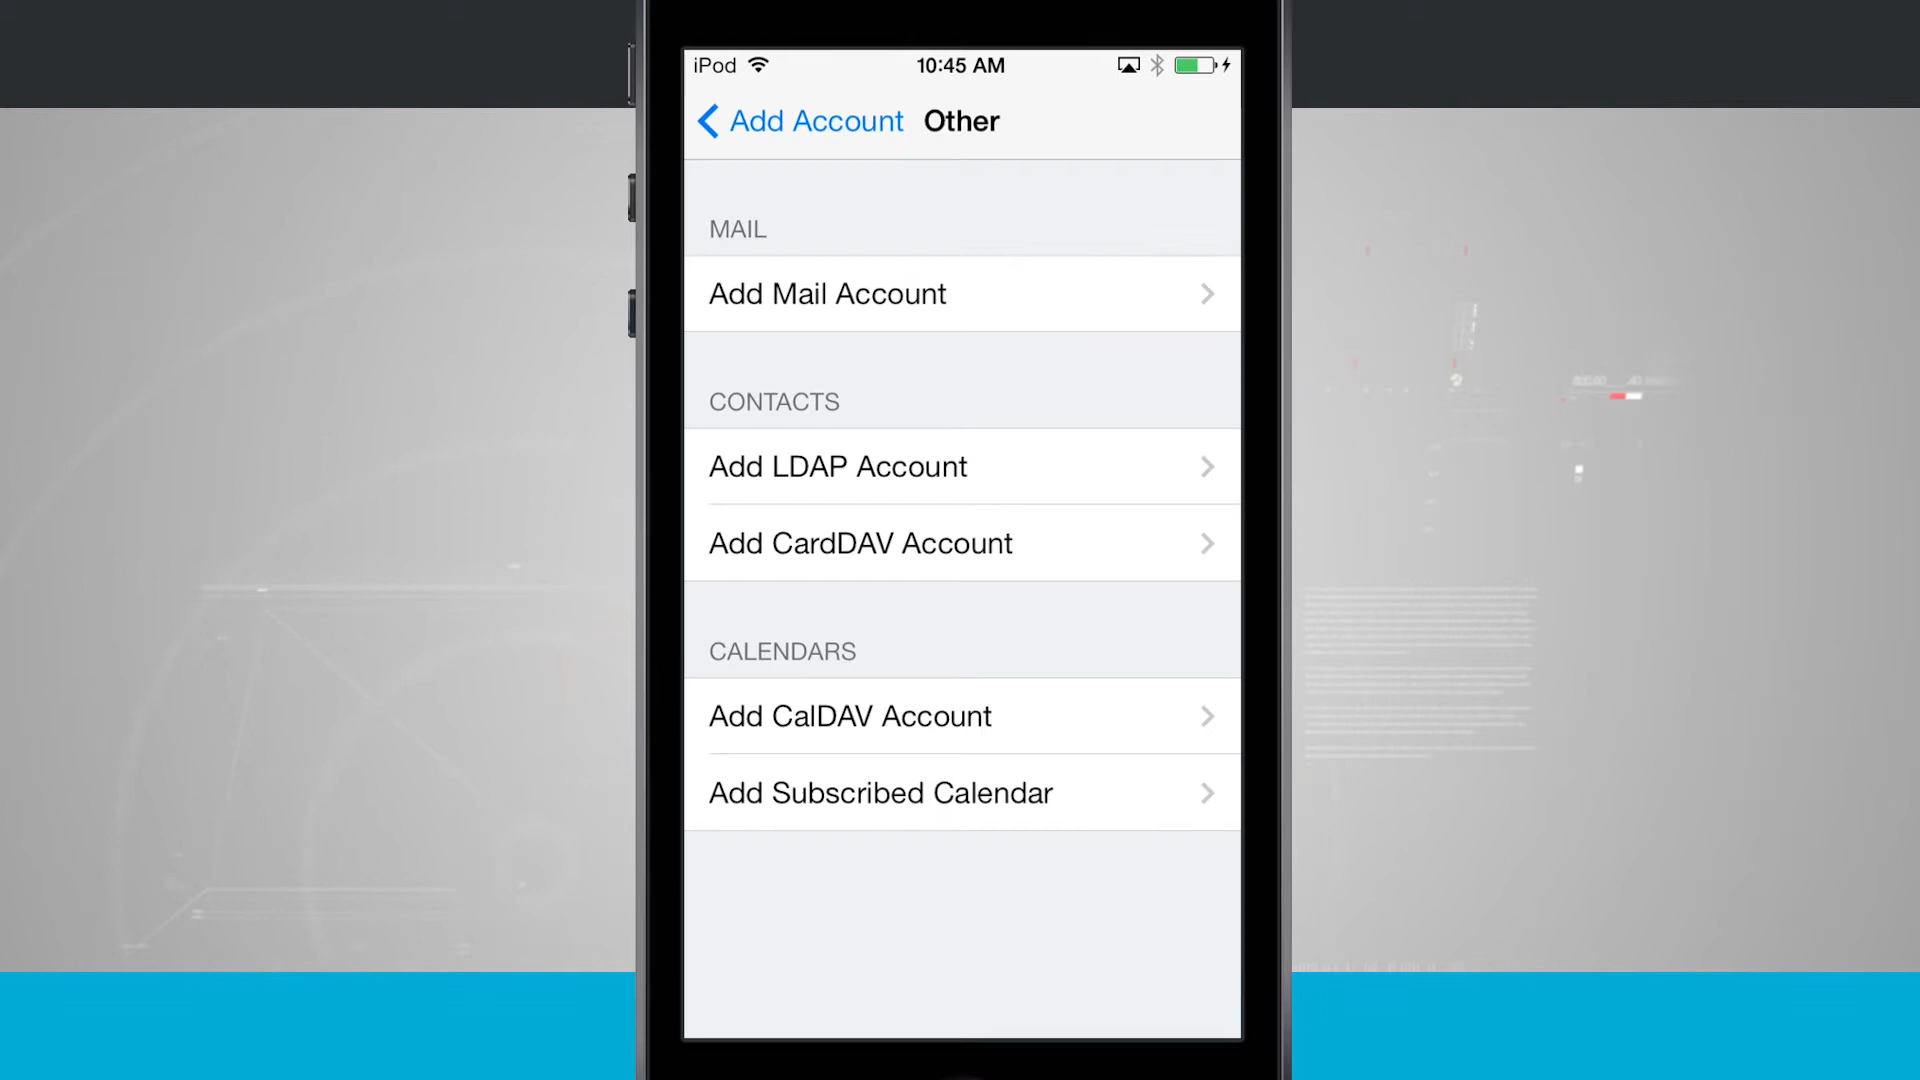 iPod 10:45 AM
Add Account Other
MAIL
Add Mail Account
CONTACTS
Add LDAP Account
Add CardDAV Account
CALENDARS
Add CalDAV Account
Add Subscribed Calendar